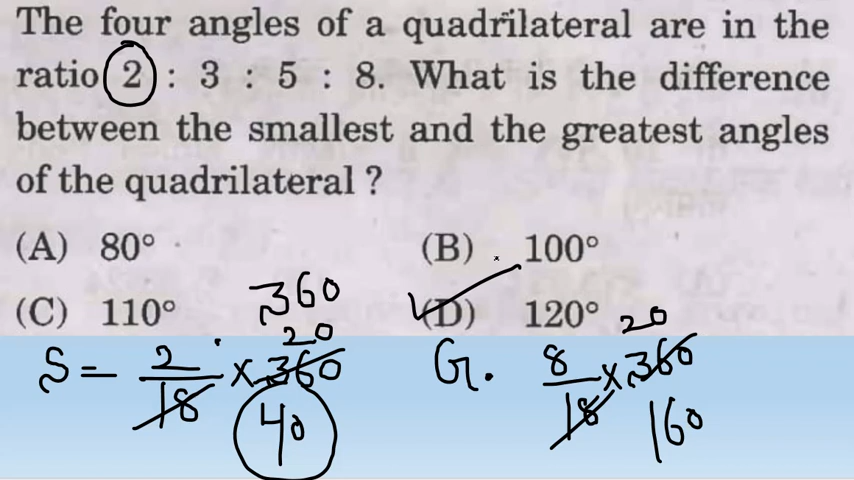 The four angles of a quadrilateral are in the
ratio 2 : 3 : 5 : 8. What is the difference
between the smallest and the greatest angles
of the quadrilateral ?
(A) 80° (B) 100°
(C) 110° (D) 120°
360
20 20
S = 2/18 × 360 G. 8/18 × 360
40 160